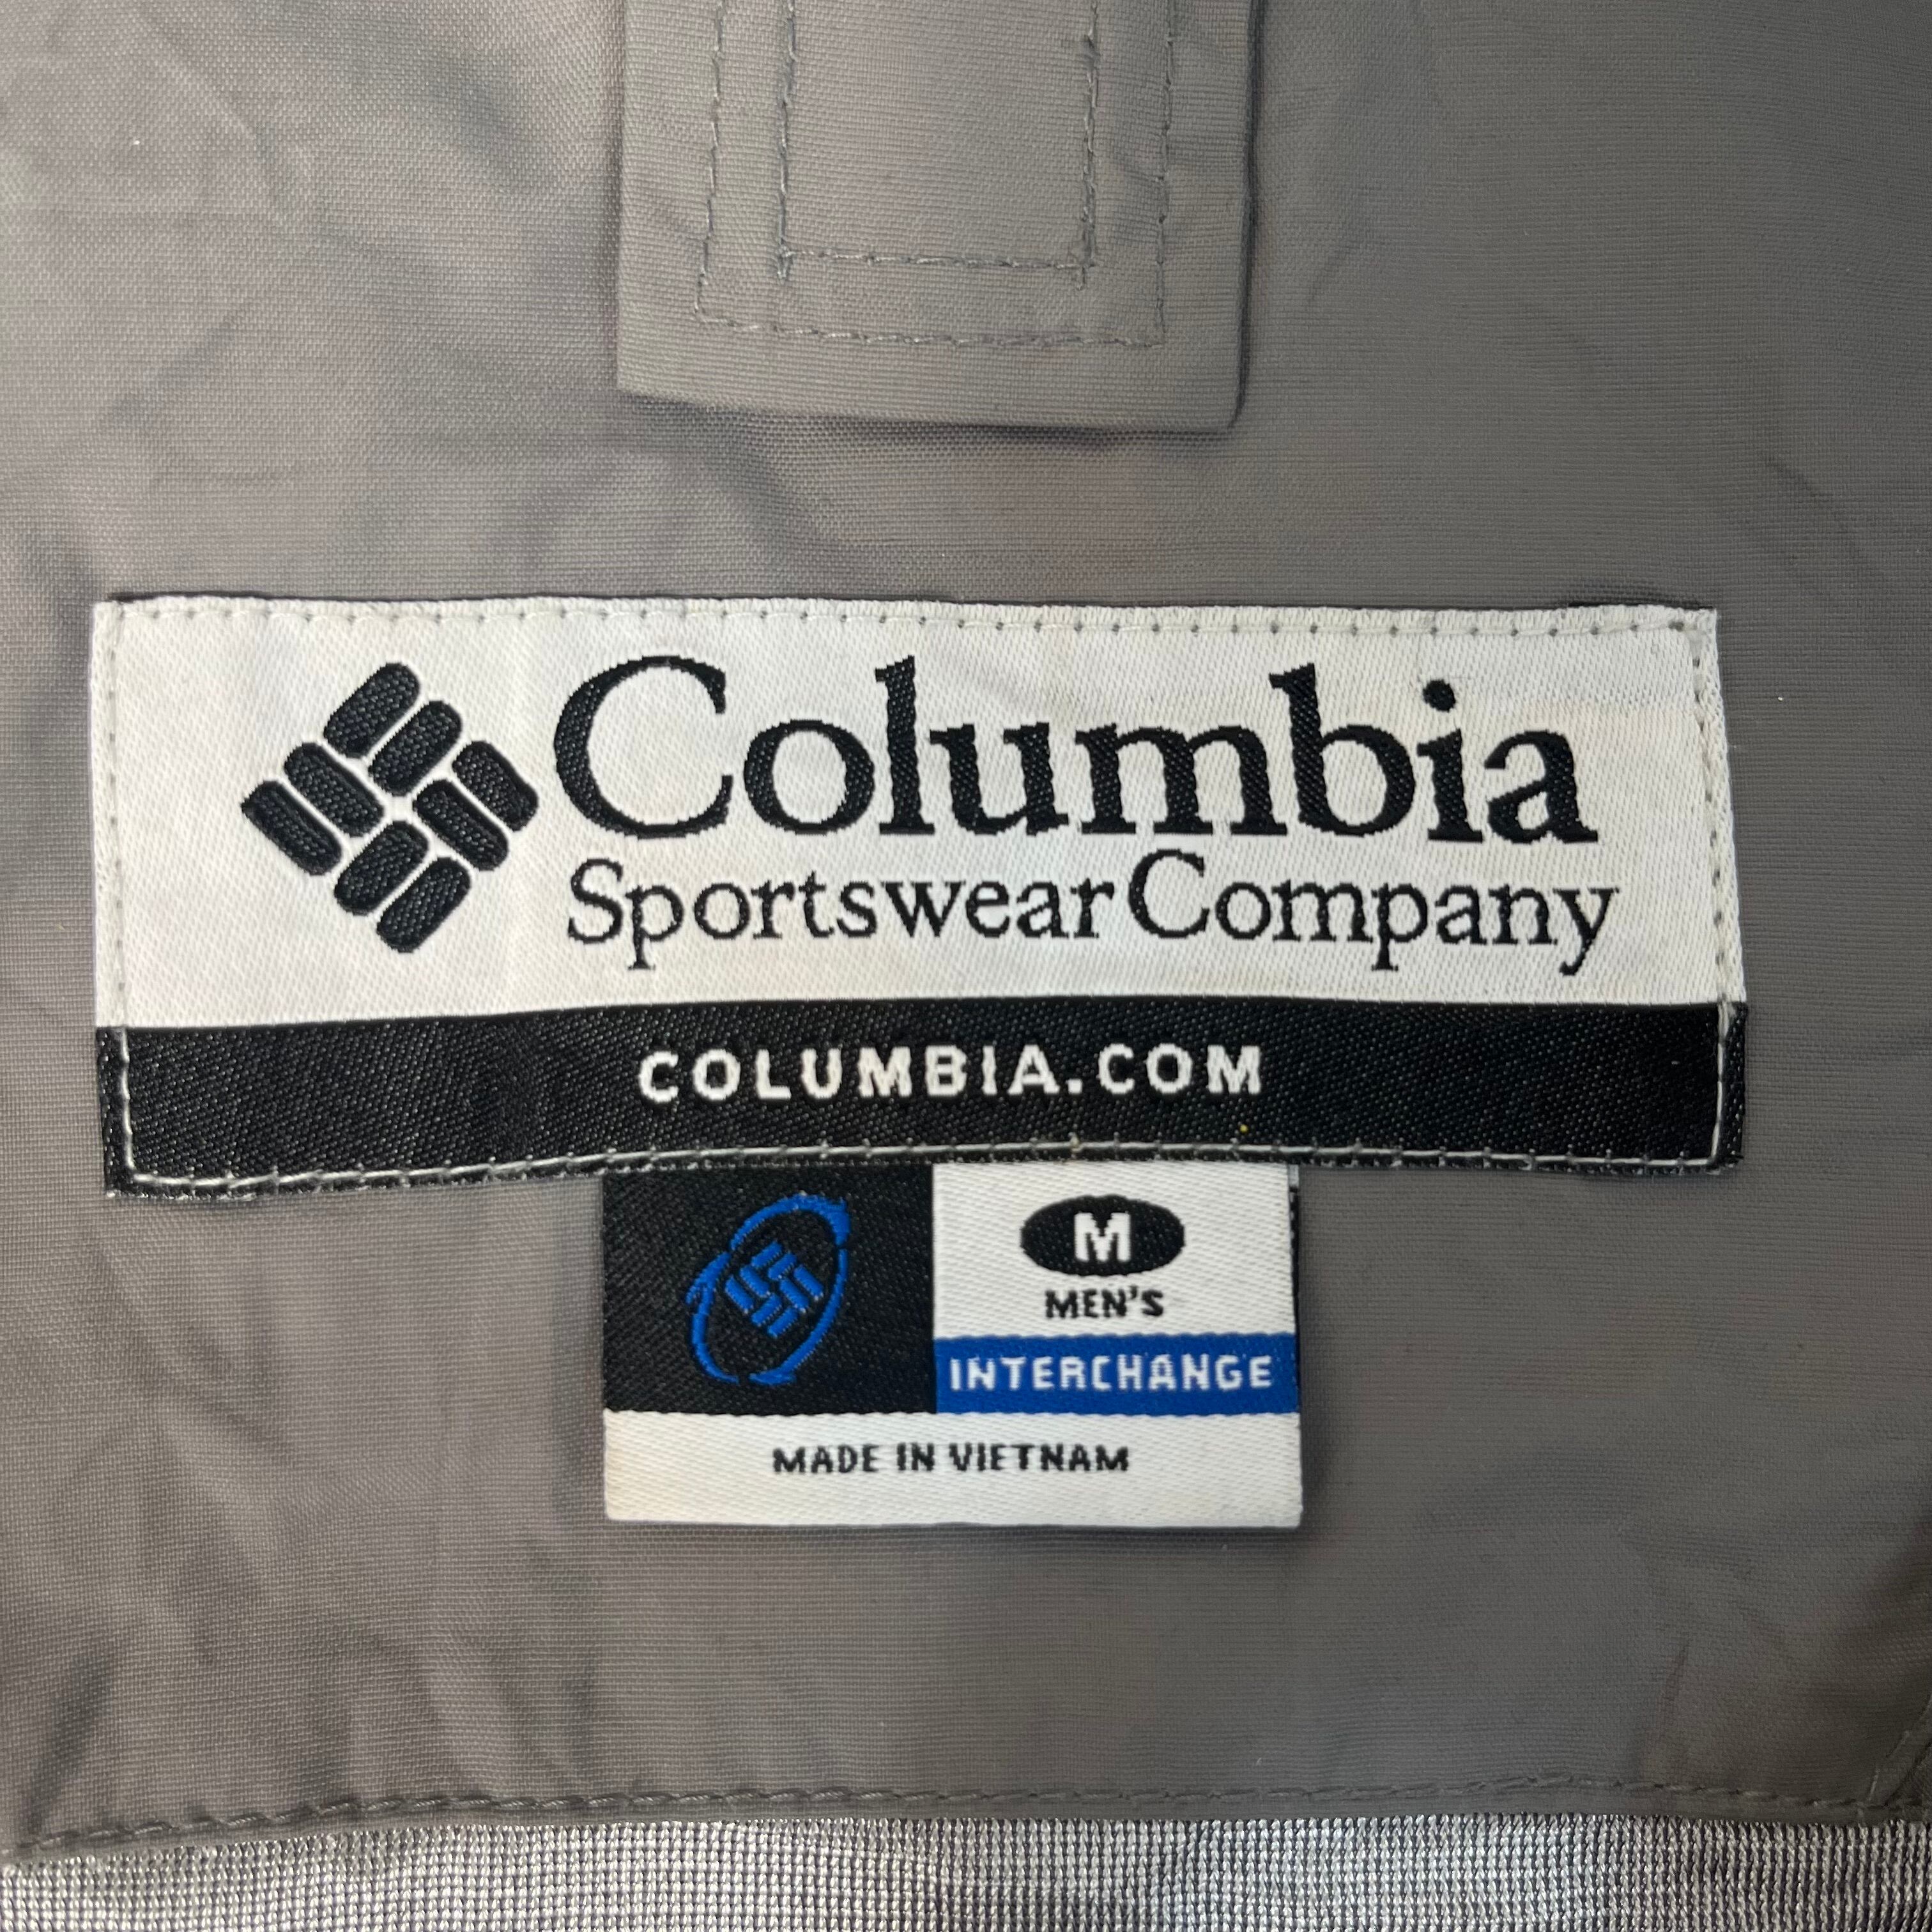 Columbia
Sportswear Company
COLUMBIA.COM
M
MEN'S
INTERCHANGE
MADE IN VIETNAM